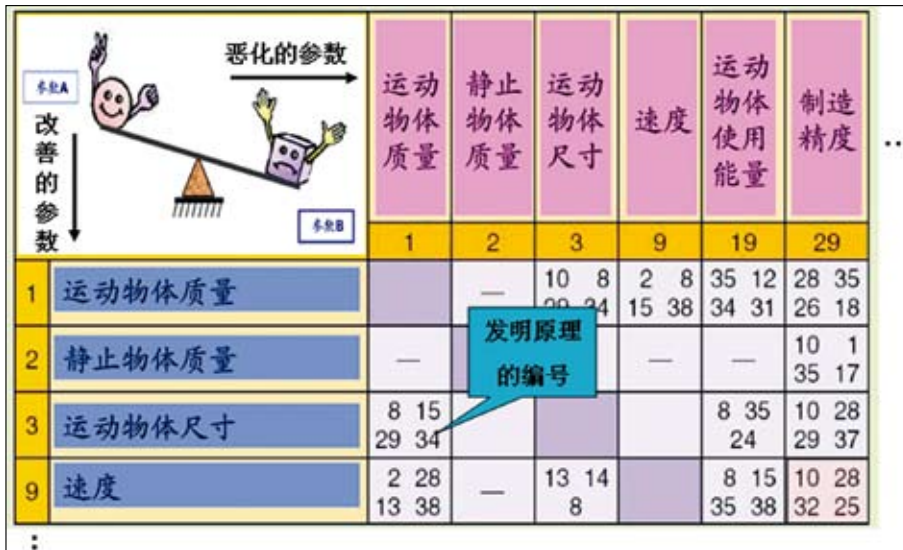 恶化的参数
参数A
改善的参数
参数B
运动物体质量
静止物体质量
运动物体尺寸
速度
运动物体使用能量
制造精度
…
1 2 3 9 19 29
1 运动物体质量 — 10 8 2 8 35 12 28 35
29 34 15 38 34 31 26 18
发明原理
的编号
2 静止物体质量 — — — 10 1
35 17
3 运动物体尺寸 8 15 8 35 10 28
29 34 24 29 37
9 速度 2 28 — 13 14 8 15 10 28
13 38 8 35 38 32 25
⋮